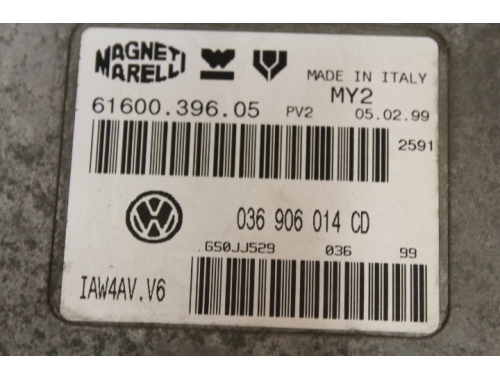 MAGNETI
MARELLI
MADE IN ITALY
MY2
61600.396.05 PV2 05.02.99
2591
036 906 014 CD
GS0JJ529 036 99
IAW4AV.V6